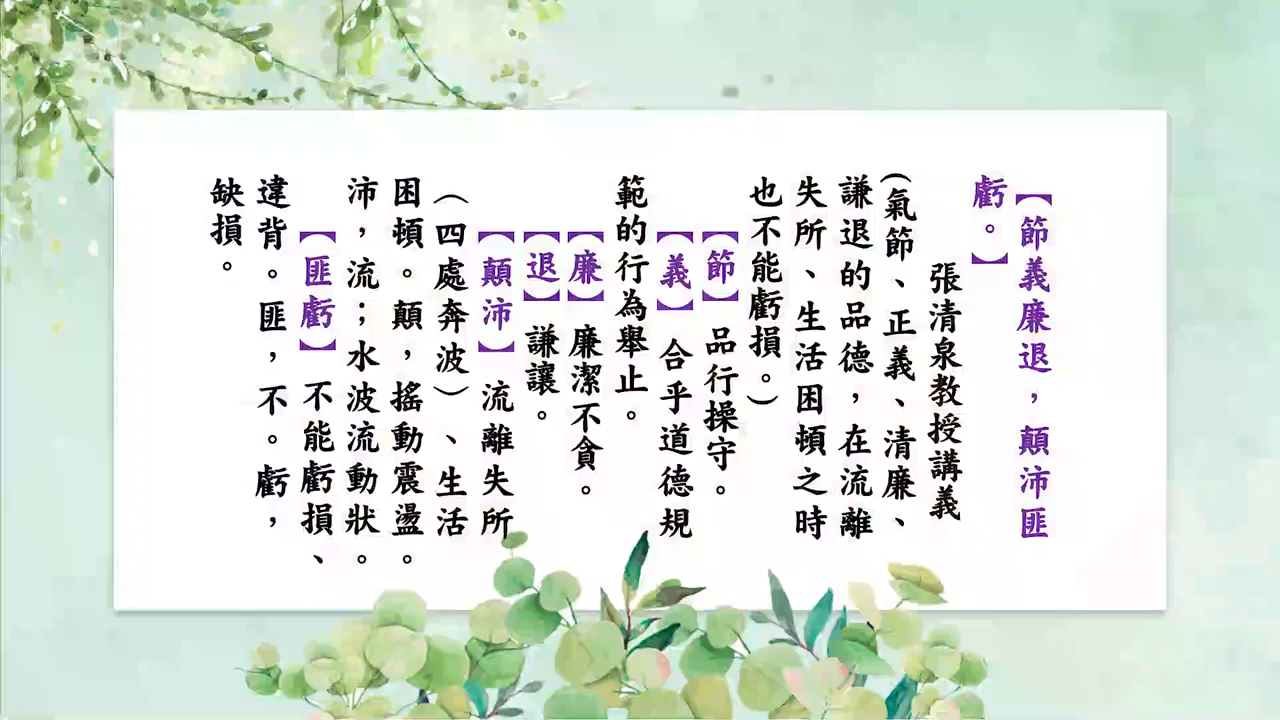 【節義廉退，顛沛匪
虧。】
張清泉教授講義
(氣節、正義、清廉、
謙退的品德，在流離
失所、生活困頓之時
也不能虧損。)
【節】品行操守。
【義】合乎道德規
範的行為舉止。
【廉】廉潔不貪。
【退】謙讓。
【顛沛】流離失所
（四處奔波）、生活
困頓。顛，搖動震盪。
沛，流；水波流動狀。
【匪虧】不能虧損、
違背。匪，不。虧，
缺損。